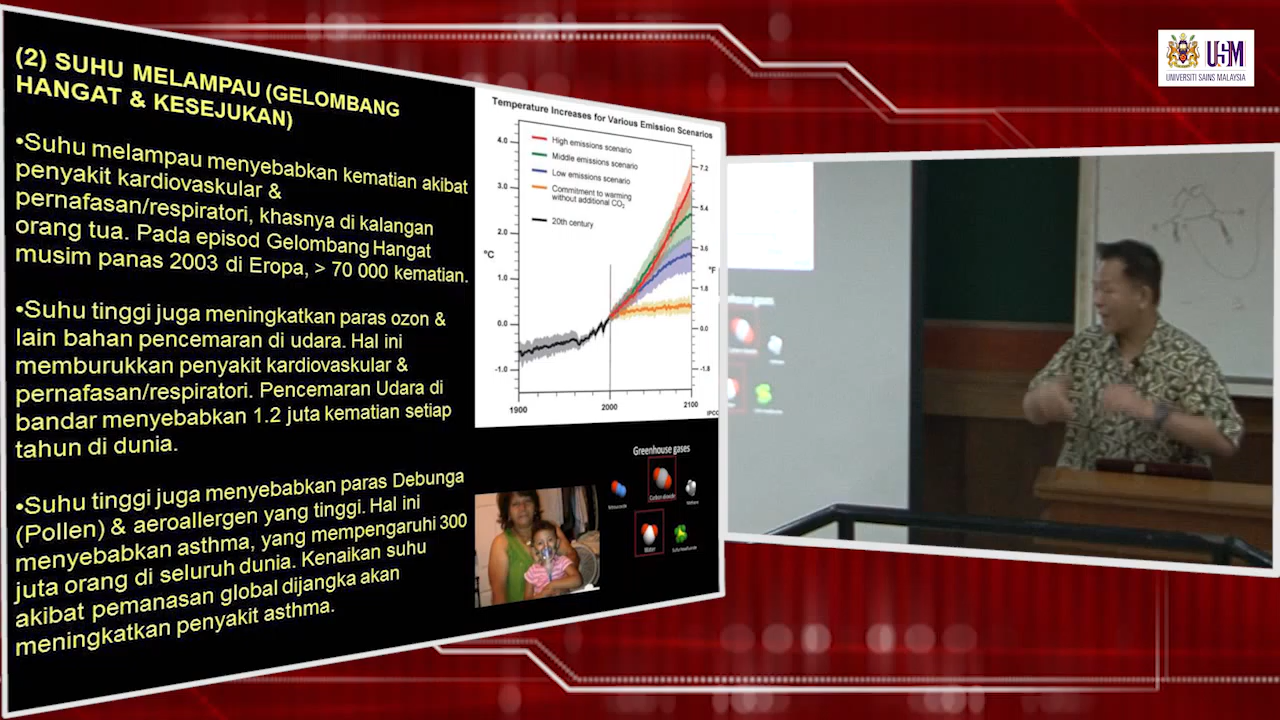 (2) SUHU MELAMPAU (GELOMBANG
HANGAT & KESEJUKAN)
•Suhu melampau menyebabkan kematian akibat
penyakit kardiovaskular &
pernafasan/respiratori, khasnya di kalangan
orang tua. Pada episod Gelombang Hangat
musim panas 2003 di Eropa, > 70 000 kematian.
•Suhu tinggi juga meningkatkan paras ozon &
lain bahan pencemaran di udara. Hal ini
memburukkan penyakit kardiovaskular &
pernafasan/respiratori. Pencemaran Udara di
bandar menyebabkan 1.2 juta kematian setiap
tahun di dunia.
•Suhu tinggi juga menyebabkan paras Debunga
(Pollen) & aeroallergen yang tinggi. Hal ini
menyebabkan asthma, yang mempengaruhi 300
juta orang di seluruh dunia. Kenaikan suhu
akibat pemanasan global dijangka akan
meningkatkan penyakit asthma.
Temperature Increases for Various Emission Scenarios
High emissions scenario
Middle emissions scenario
Low emissions scenario
Commitment to warming
without additional CO₂
20th century
4.0
3.0
2.0
°C
1.0
0.0
-1.0
7.2
5.4
3.6
°F
1.8
0.0
-1.8
1900
2000
2100
IPCC
Greenhouse gases
Carbon dioxide
Methane
Water
USM
UNIVERSITI SAINS MALAYSIA